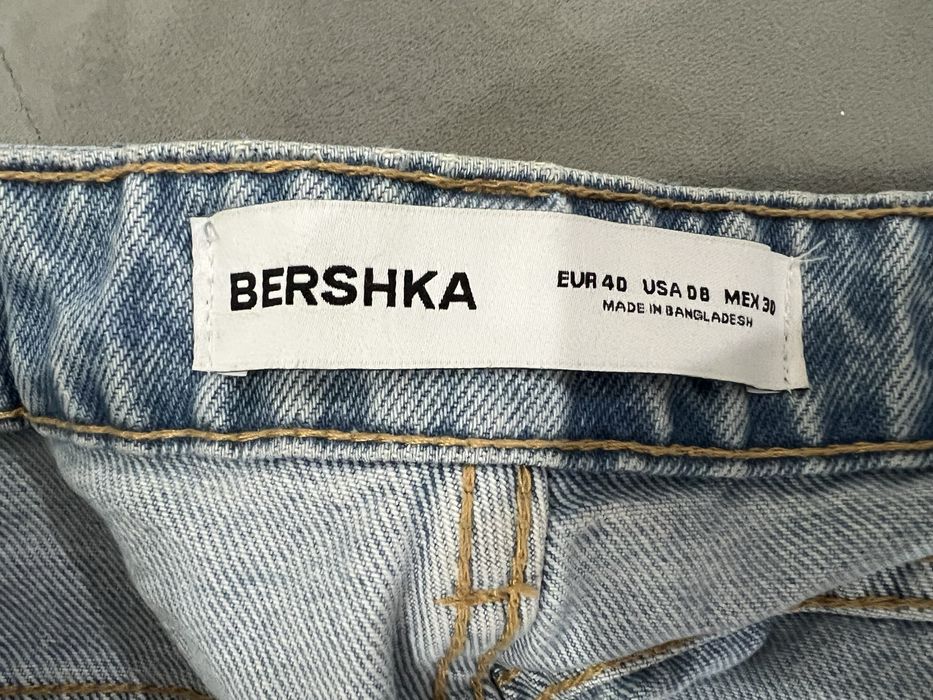 BERSHKA
EUR 40 USA 08 MEX 30
MADE IN BANGLADESH